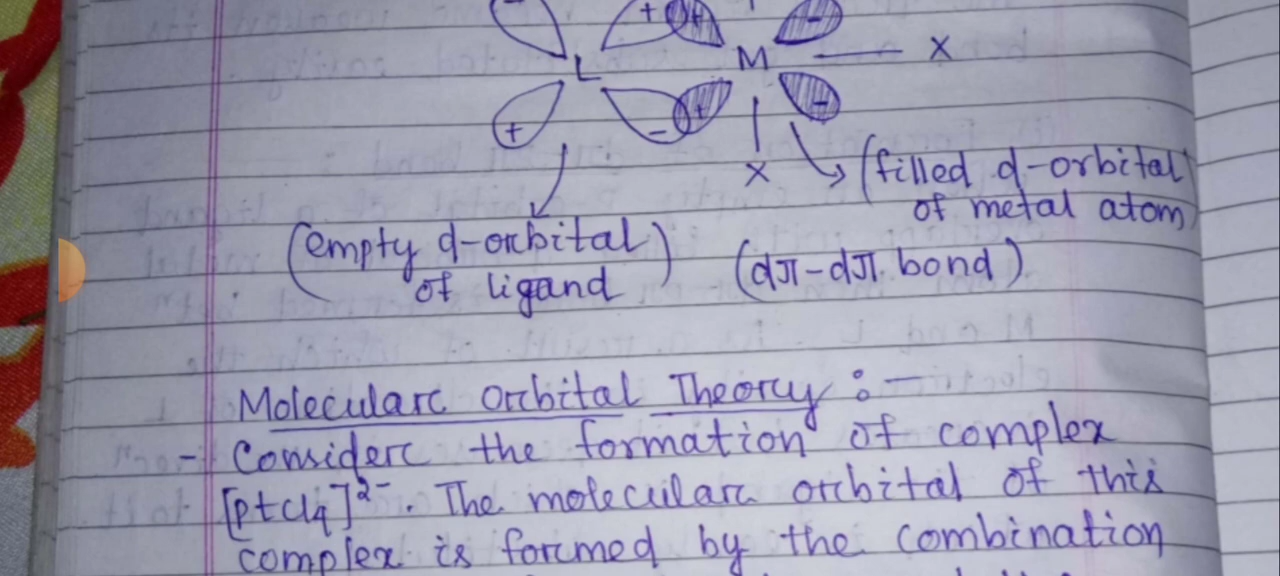 - + + -
L M — X
+ - + -
X
(filled d-orbital
of metal atom
(empty d-orbital)
of ligand
(dπ-dπ bond)
Molecular Orbital Theory :-
- Consider the formation of complex
[ptcl4]²⁻. The molecular orbital of this
complex is formed by the combination